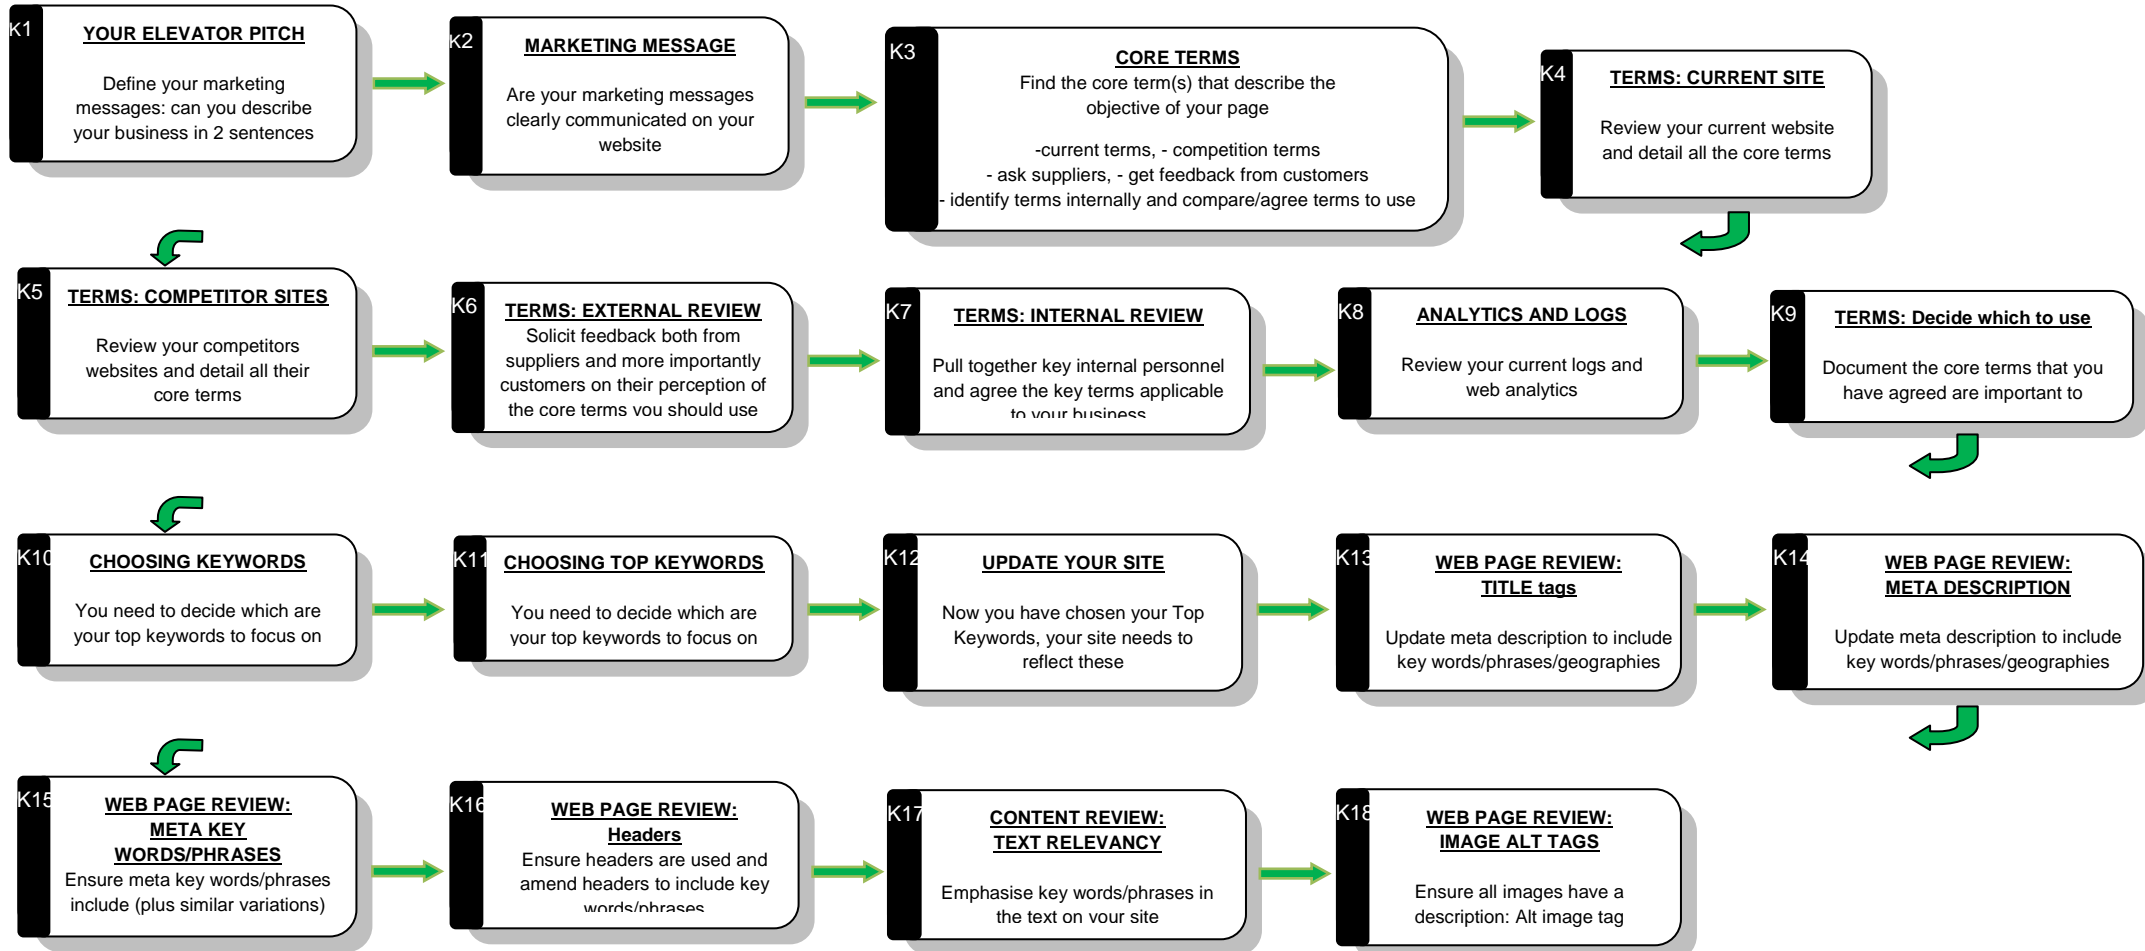 K1
YOUR ELEVATOR PITCH
Define your marketing
messages: can you describe
your business in 2 sentences
K2
MARKETING MESSAGE
Are your marketing messages
clearly communicated on your
website
K3
CORE TERMS
Find the core term(s) that describe the
objective of your page
-current terms, - competition terms
- ask suppliers, - get feedback from customers
- identify terms internally and compare/agree terms to use
K4
TERMS: CURRENT SITE
Review your current website
and detail all the core terms
K5
TERMS: COMPETITOR SITES
Review your competitors
websites and detail all their
core terms
K6
TERMS: EXTERNAL REVIEW
Solicit feedback both from
suppliers and more importantly
customers on their perception of
the core terms you should use
K7
TERMS: INTERNAL REVIEW
Pull together key internal personnel
and agree the key terms applicable
to your business
K8
ANALYTICS AND LOGS
Review your current logs and
web analytics
K9
TERMS: Decide which to use
Document the core terms that you
have agreed are important to
K10
CHOOSING KEYWORDS
You need to decide which are
your top keywords to focus on
K11
CHOOSING TOP KEYWORDS
You need to decide which are
your top keywords to focus on
K12
UPDATE YOUR SITE
Now you have chosen your Top
Keywords, your site needs to
reflect these
K13
WEB PAGE REVIEW:
TITLE tags
Update meta description to include
key words/phrases/geographies
K14
WEB PAGE REVIEW:
META DESCRIPTION
Update meta description to include
key words/phrases/geographies
K15
WEB PAGE REVIEW:
META KEY
WORDS/PHRASES
Ensure meta key words/phrases
include (plus similar variations)
K16
WEB PAGE REVIEW:
Headers
Ensure headers are used and
amend headers to include key
words/phrases
K17
CONTENT REVIEW:
TEXT RELEVANCY
Emphasise key words/phrases in
the text on your site
K18
WEB PAGE REVIEW:
IMAGE ALT TAGS
Ensure all images have a
description: Alt image tag